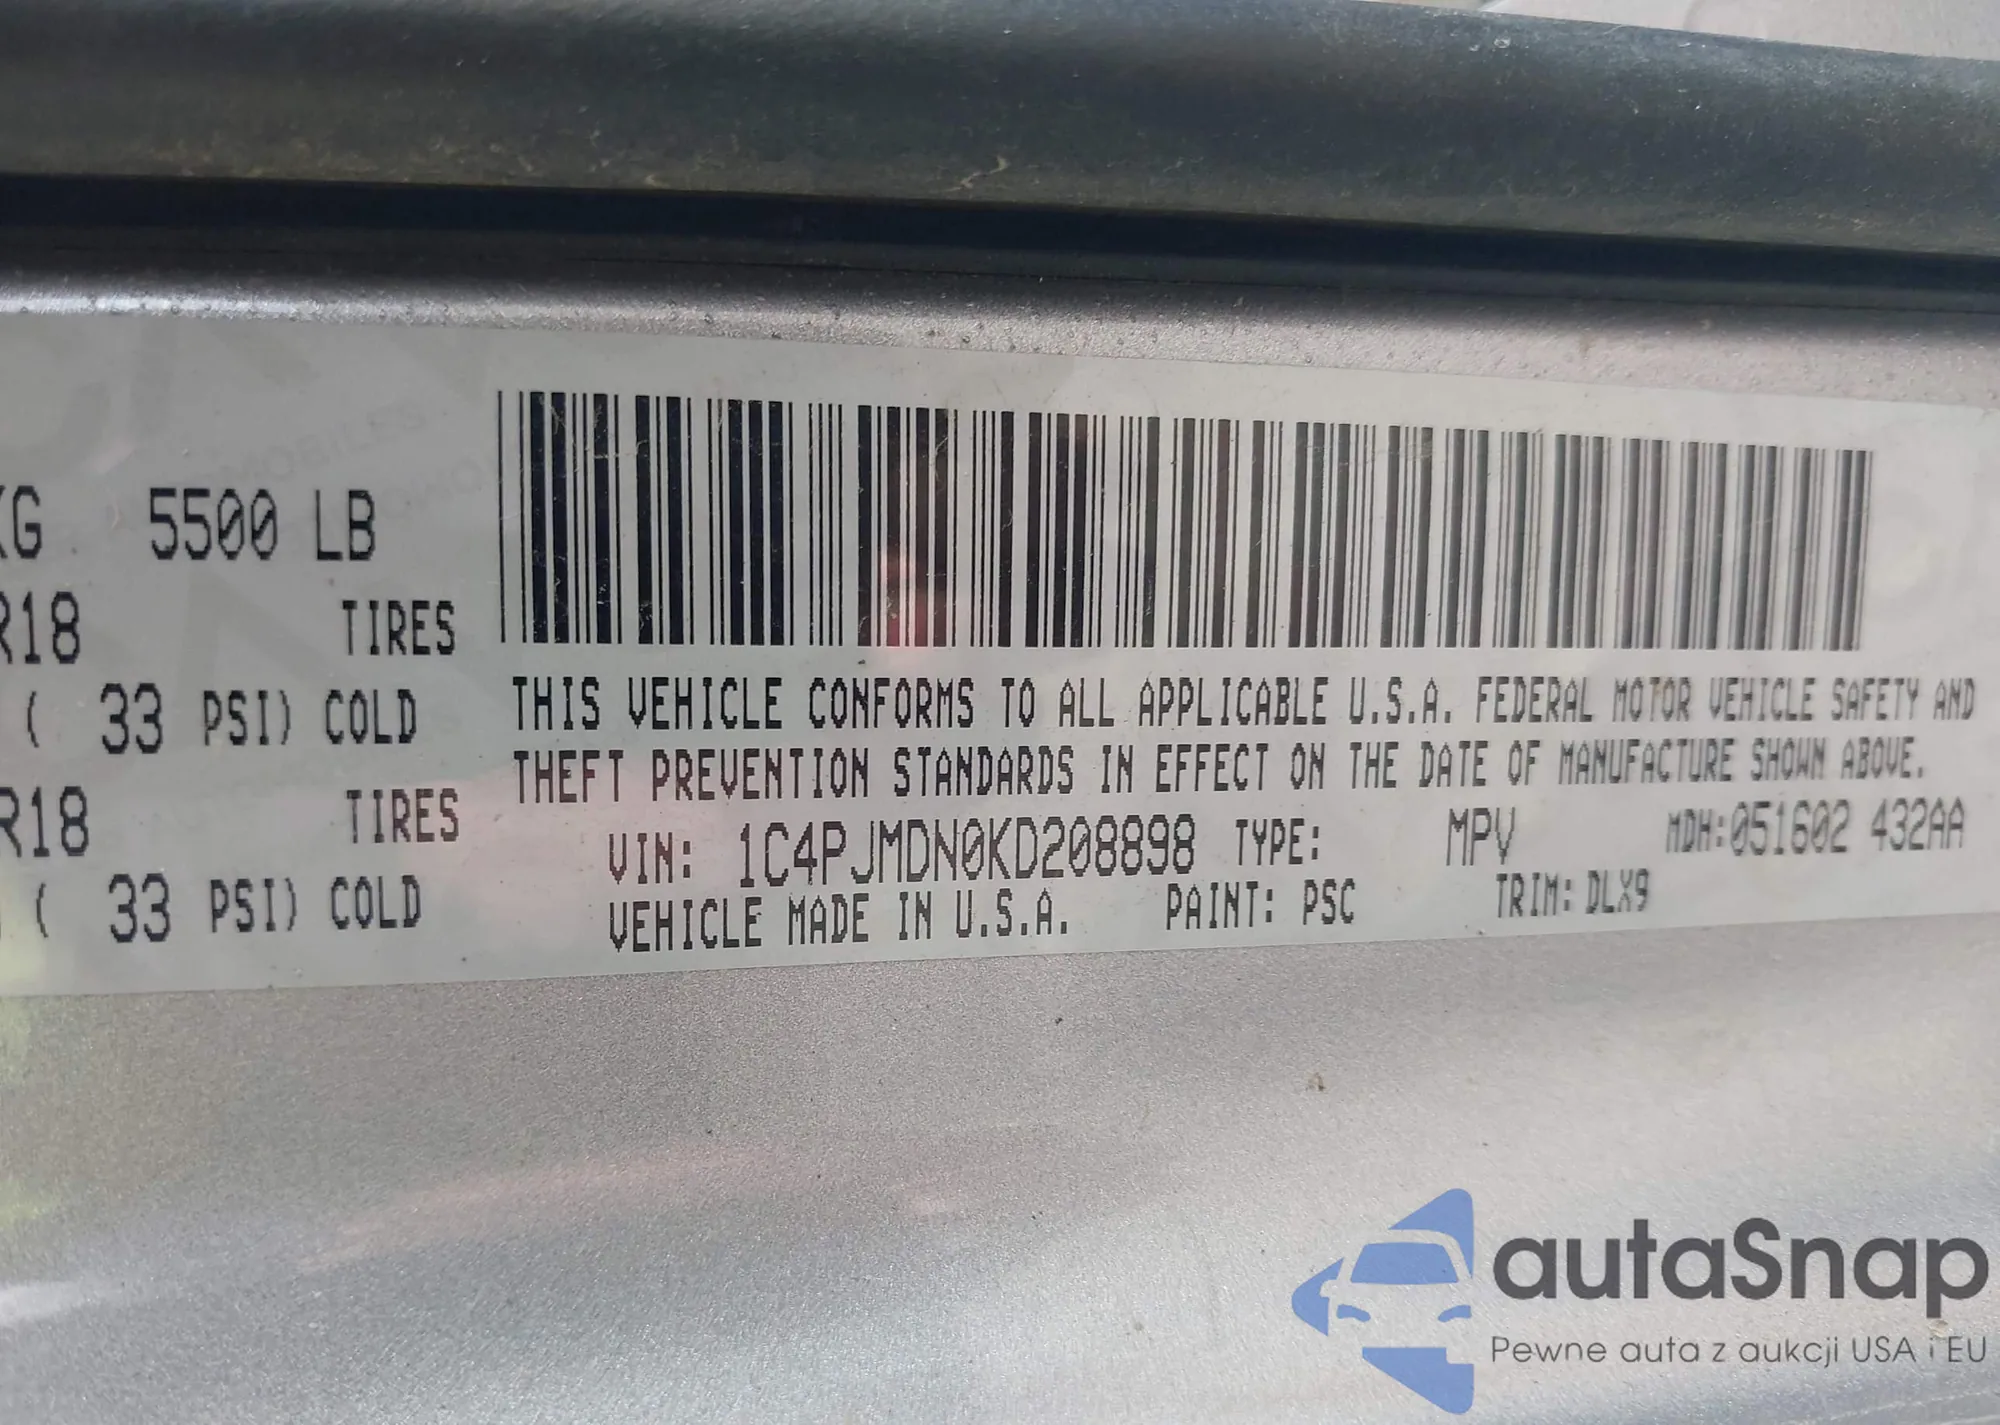 KG 5500 LB
R18 TIRES
( 33 PSI) COLD
R18 TIRES
( 33 PSI) COLD
THIS VEHICLE CONFORMS TO ALL APPLICABLE U.S.A. FEDERAL MOTOR VEHICLE SAFETY AND
THEFT PREVENTION STANDARDS IN EFFECT ON THE DATE OF MANUFACTURE SHOWN ABOVE.
VIN: 1C4PJMDN0KD208898 TYPE: MPV MDH:051602 432AA
VEHICLE MADE IN U.S.A. PAINT: PSC TRIM: DLX9
autaSnap
Pewne auta z aukcji USA i EU